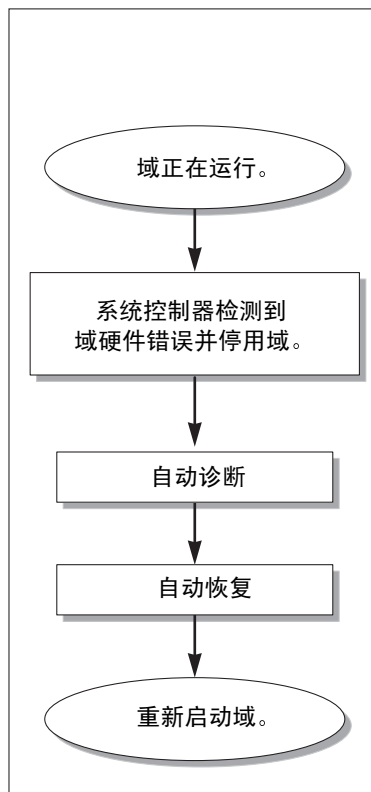 域正在运行。
系统控制器检测到
域硬件错误并停用域。
自动诊断
自动恢复
重新启动域。